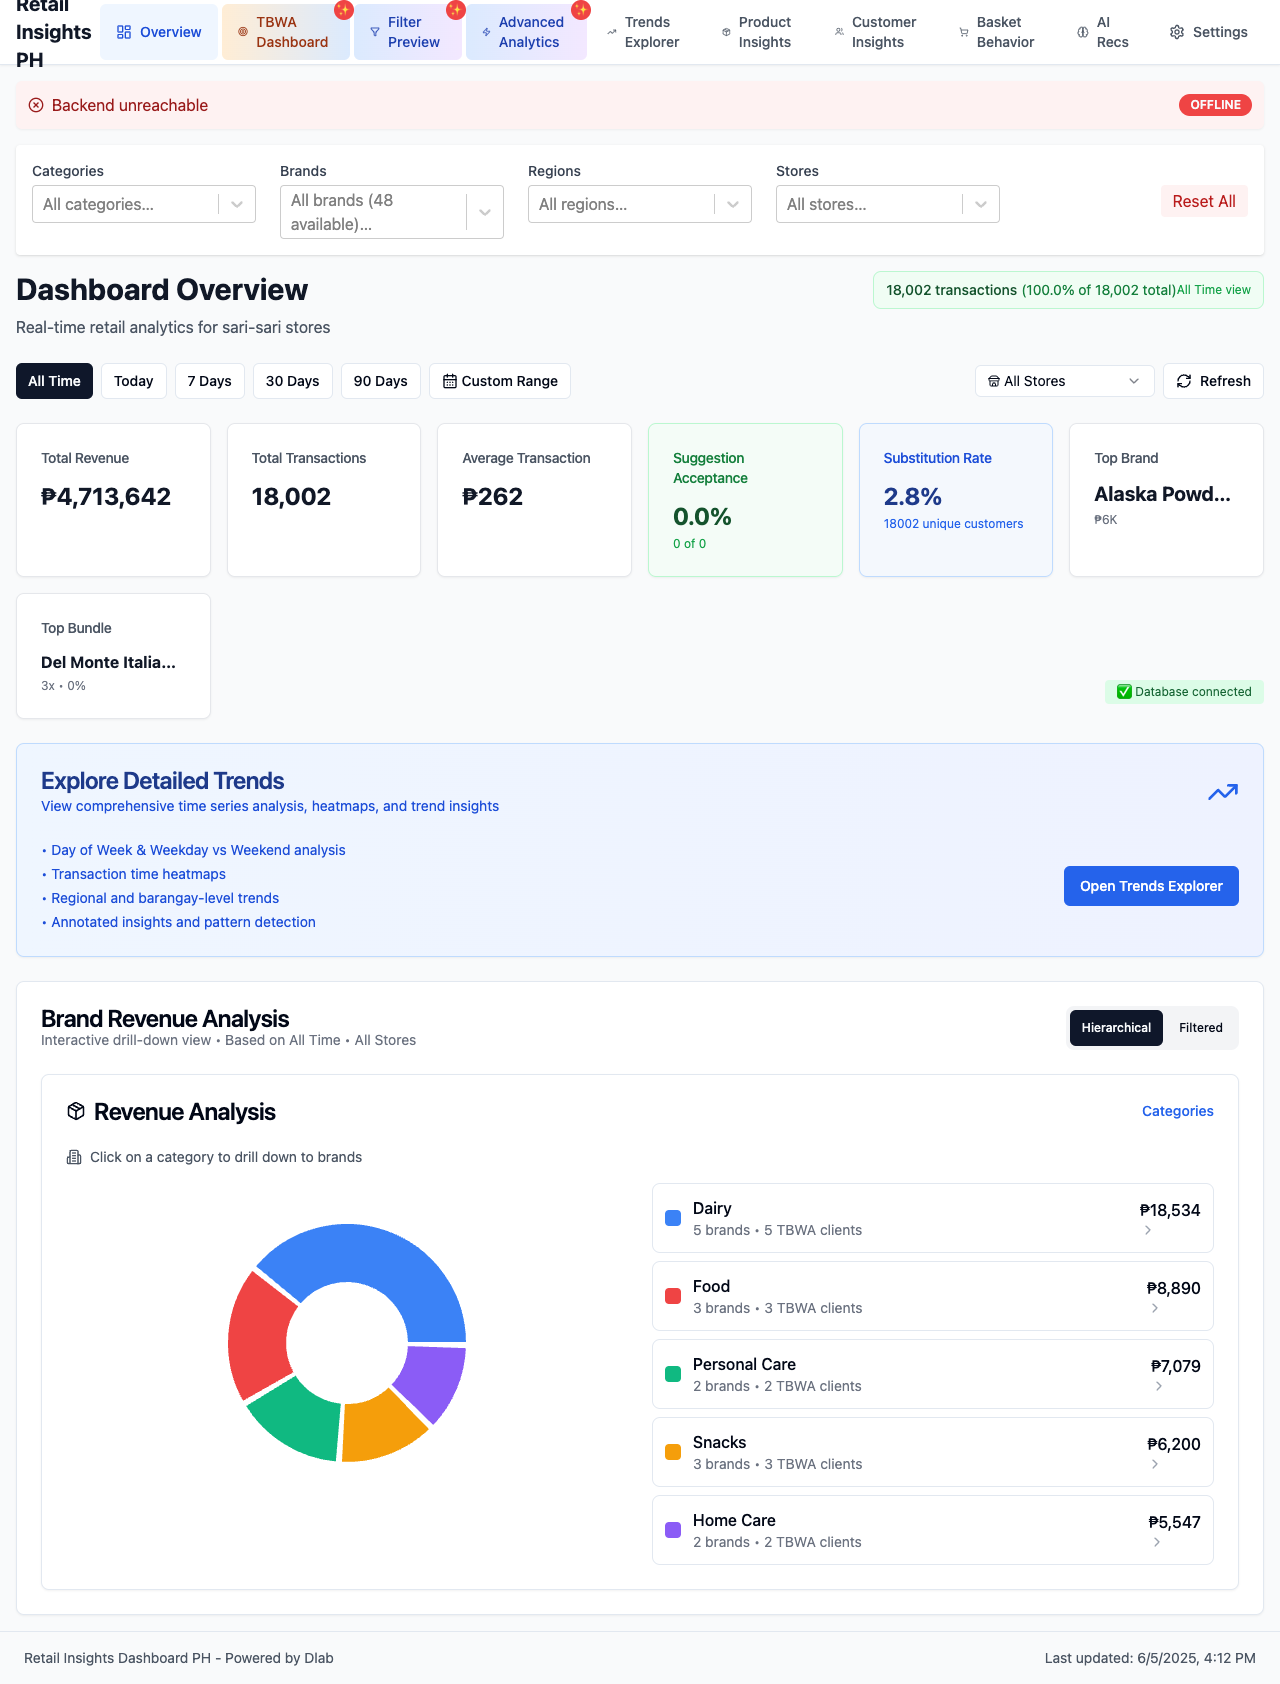 Retail
Insights
PH
Overview
TBWA
Dashboard
Filter
Preview
Advanced
Analytics
Trends
Explorer
Product
Insights
Customer
Insights
Basket
Behavior
AI
Recs
Settings
Backend unreachable
OFFLINE
Categories
All categories...
Brands
All brands (48
available)...
Regions
All regions...
Stores
All stores...
Reset All
Dashboard Overview
18,002 transactions (100.0% of 18,002 total)All Time view
Real-time retail analytics for sari-sari stores
All Time
Today
7 Days
30 Days
90 Days
Custom Range
All Stores
Refresh
Total Revenue
₱4,713,642
Total Transactions
18,002
Average Transaction
₱262
Suggestion
Acceptance
0.0%
0 of 0
Substitution Rate
2.8%
18002 unique customers
Top Brand
Alaska Powd...
₱6K
Top Bundle
Del Monte Italia...
3x • 0%
✅ Database connected
Explore Detailed Trends
View comprehensive time series analysis, heatmaps, and trend insights
• Day of Week & Weekday vs Weekend analysis
• Transaction time heatmaps
• Regional and barangay-level trends
• Annotated insights and pattern detection
Open Trends Explorer
Brand Revenue Analysis
Interactive drill-down view • Based on All Time • All Stores
Hierarchical
Filtered
Revenue Analysis
Categories
Click on a category to drill down to brands
Dairy
5 brands • 5 TBWA clients
₱18,534
Food
3 brands • 3 TBWA clients
₱8,890
Personal Care
2 brands • 2 TBWA clients
₱7,079
Snacks
3 brands • 3 TBWA clients
₱6,200
Home Care
2 brands • 2 TBWA clients
₱5,547
Retail Insights Dashboard PH - Powered by Dlab
Last updated: 6/5/2025, 4:12 PM